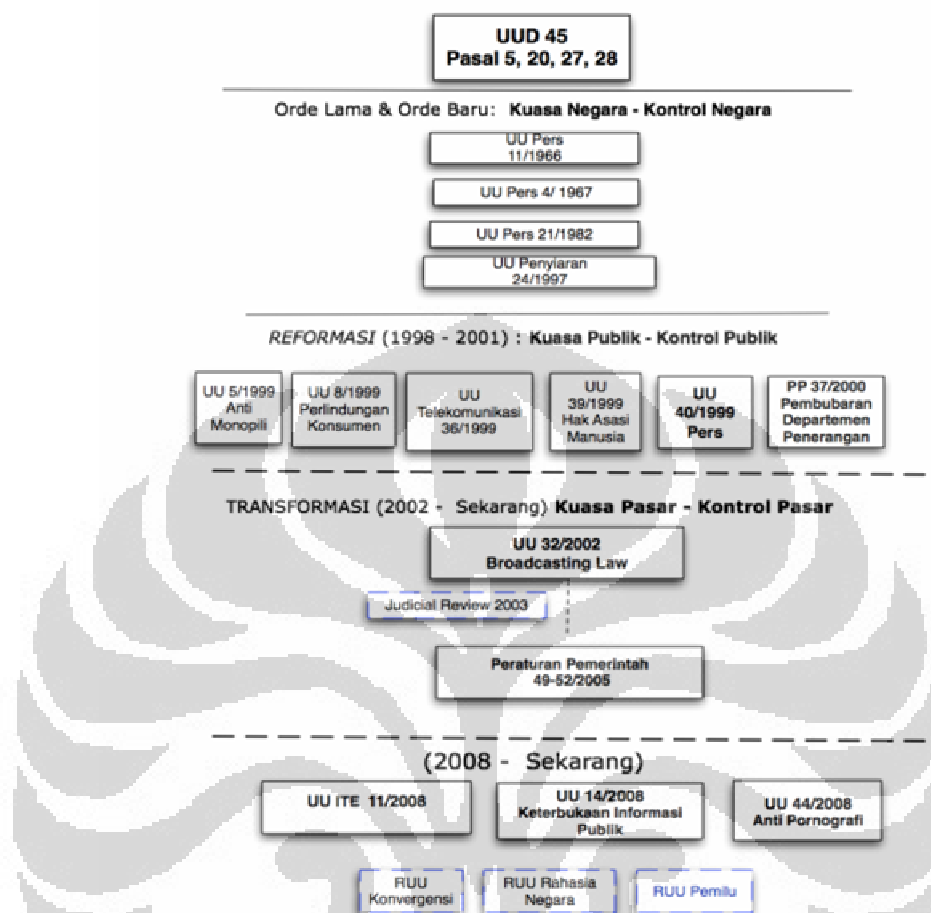 UUD 45
Pasal 5, 20, 27, 28
Orde Lama & Orde Baru: Kuasa Negara - Kontrol Negara
UU Pers
11/1966
UU Pers 4/ 1967
UU Pers 21/1982
UU Penyiaran
24/1997
REFORMASI (1998 - 2001) : Kuasa Publik - Kontrol Publik
UU 5/1999
Anti
Monopili
UU 8/1999
Perlindungan
Konsumen
UU
Telekomunikasi
36/1999
UU
39/1999
Hak Asasi
Manusia
UU
40/1999
Pers
PP 37/2000
Pembubaran
Departemen
Penerangan
TRANSFORMASI (2002 - Sekarang) Kuasa Pasar - Kontrol Pasar
UU 32/2002
Broadcasting Law
Judicial Review 2003
Peraturan Pemerintah
49-52/2005
(2008 - Sekarang)
UU ITE 11/2008
UU 14/2008
Keterbukaan Informasi
Publik
UU 44/2008
Anti Pornografi
RUU
Konvergensi
RUU Rahasia
Negara
RUU Pemilu